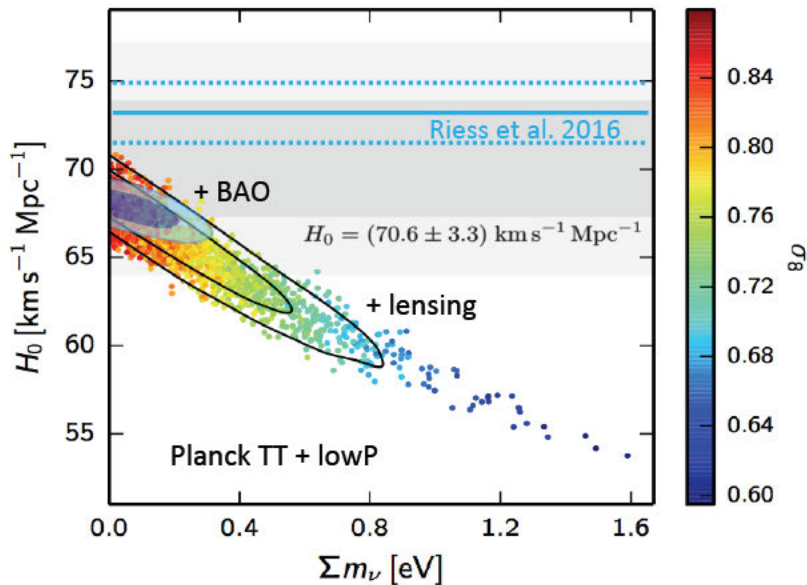 75
70
65
60
55
H₀ [km s⁻¹ Mpc⁻¹]
Riess et al. 2016
+ BAO
H₀ = (70.6 ± 3.3) km s⁻¹ Mpc⁻¹
+ lensing
Planck TT + lowP
0.0 0.4 0.8 1.2 1.6
Σmν [eV]
0.84
0.80
0.76
0.72
0.68
0.64
0.60
σ₈